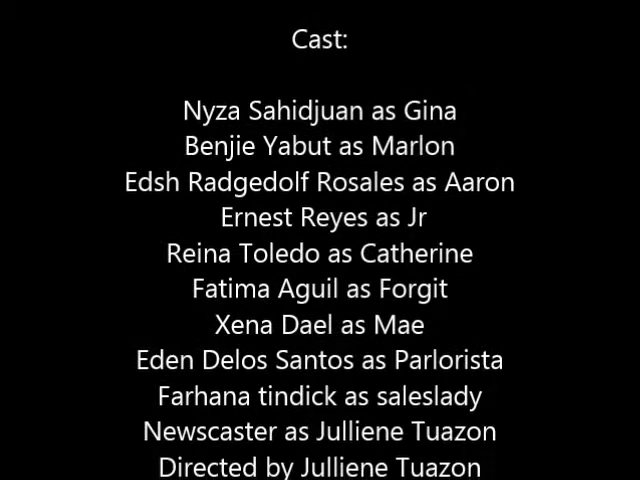 Cast:
Nyza Sahidjuan as Gina
Benjie Yabut as Marlon
Edsh Radgedolf Rosales as Aaron
Ernest Reyes as Jr
Reina Toledo as Catherine
Fatima Aguil as Forgit
Xena Dael as Mae
Eden Delos Santos as Parlorista
Farhana tindick as saleslady
Newscaster as Julliene Tuazon
Directed by Julliene Tuazon